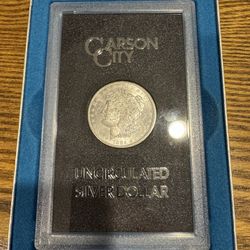 CARSON
CITY
UNCIRCULATED
SILVER DOLLAR